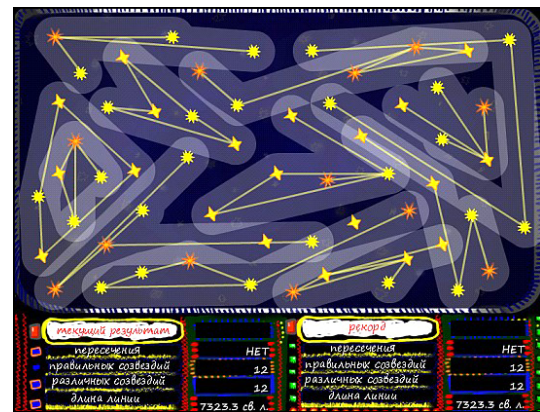 текущий результат
пересечения НЕТ
правильных созвездий 12
различных созвездий 12
длина линии 7323.3 св. л.
рекорд
пересечения НЕТ
правильных созвездий 12
различных созвездий 12
длина линии 7323.3 св. л.